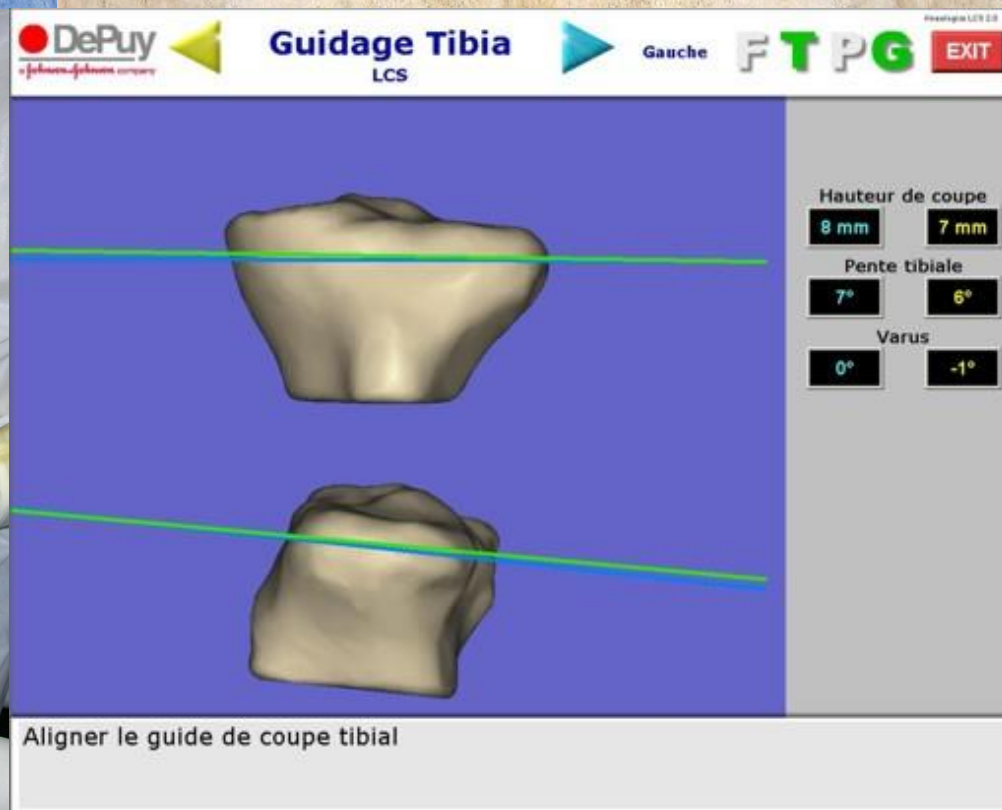 DePuy
a Johnson & Johnson company
Guidage Tibia
LCS
Gauche
F T P G
EXIT
Hauteur de coupe
8 mm 7 mm
Pente tibiale
7° 6°
Varus
0° -1°
Aligner le guide de coupe tibial